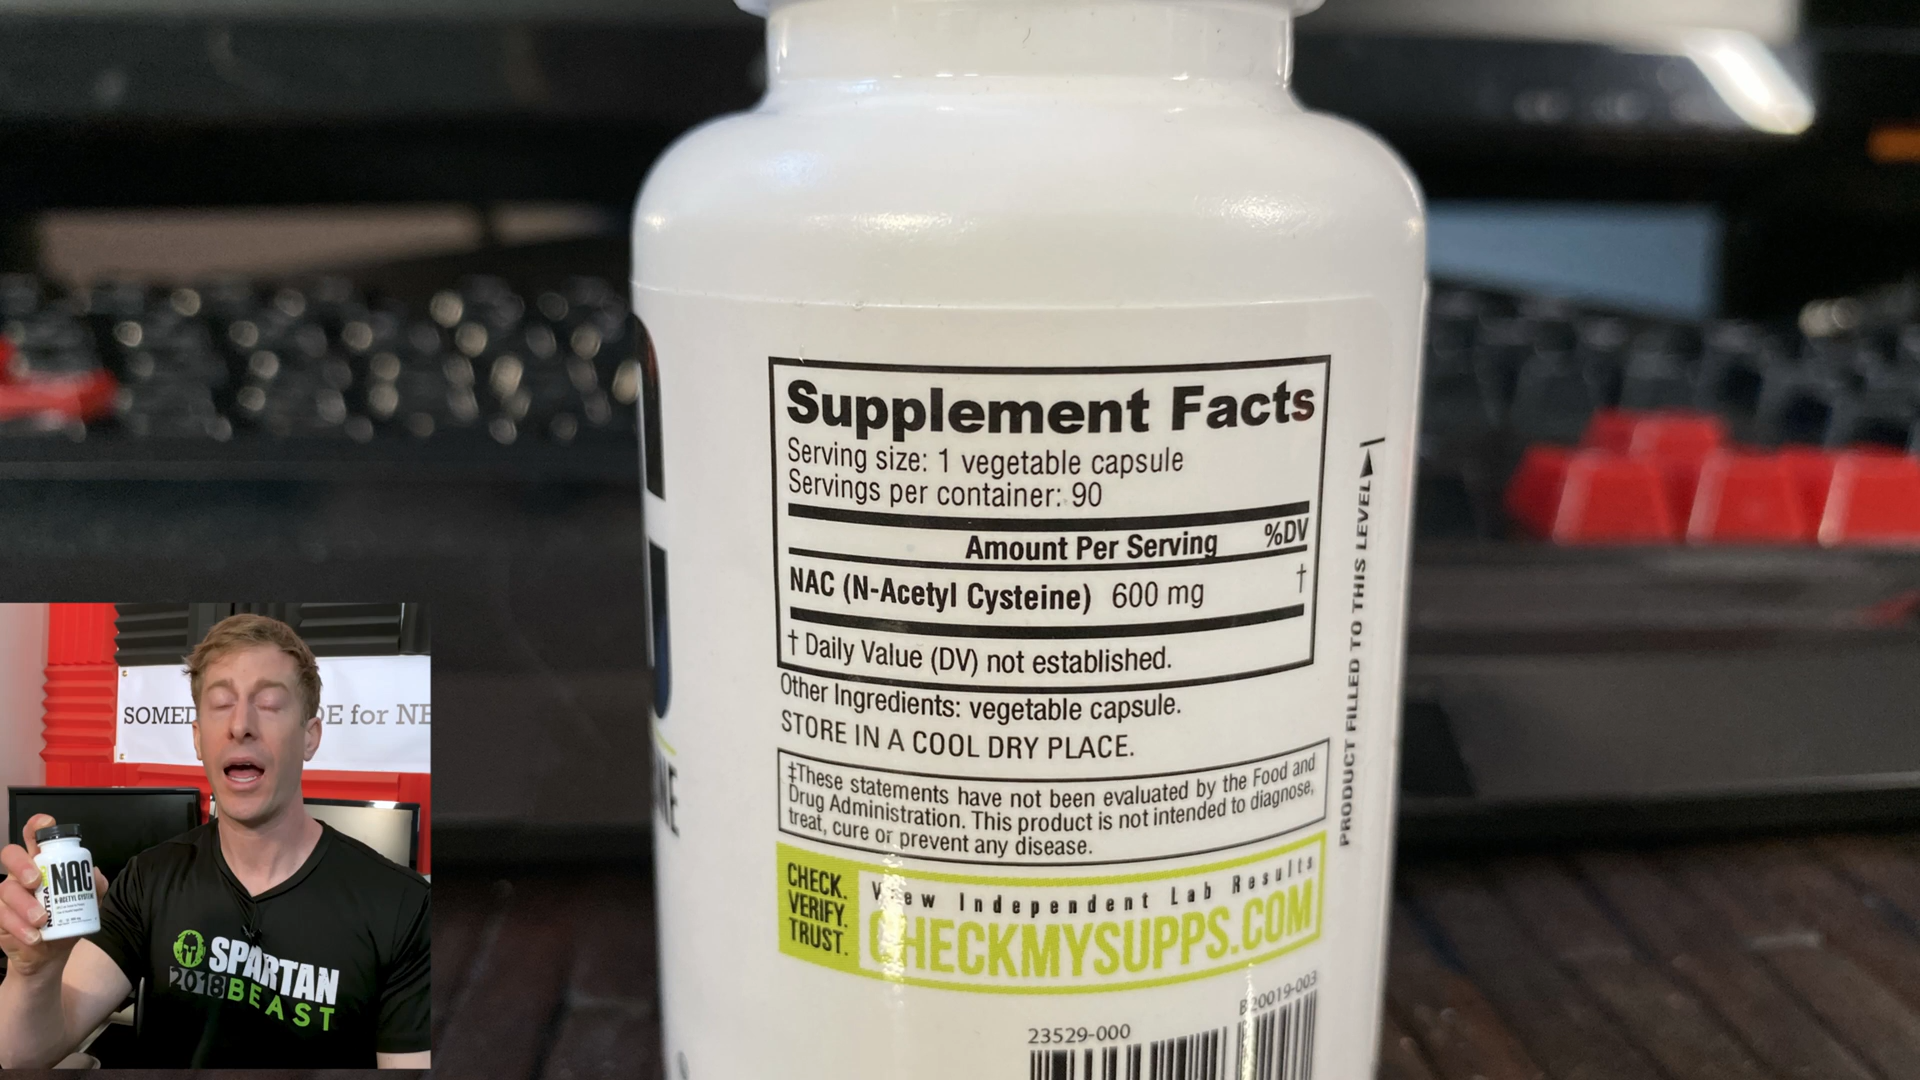 Supplement Facts
Serving size: 1 vegetable capsule
Servings per container: 90
Amount Per Serving %DV
NAC (N-Acetyl Cysteine) 600 mg †
† Daily Value (DV) not established.
Other Ingredients: vegetable capsule.
STORE IN A COOL DRY PLACE.
‡These statements have not been evaluated by the Food and
Drug Administration. This product is not intended to diagnose,
treat, cure or prevent any disease.
CHECK.
VERIFY.
TRUST.
View Independent Lab Results
CHECKMYSUPPS.COM
B20019-003
23529-000
PRODUCT FILLED TO THIS LEVEL
SOMED
DE for NE
NUTRA
NAC
N-ACETYL CYSTEINE
SPARTAN
2018 BEAST